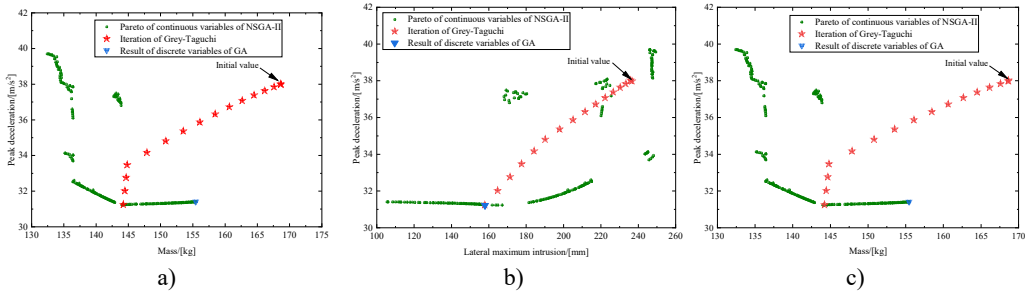 Pareto of continuous variables of NSGA-II
Iteration of Grey-Taguchi
Result of discrete variables of GA
Initial value
Peak deceleration/[m/s²]
42
40
38
36
34
32
30
130 135 140 145 150 155 160 165 170 175
Mass/[kg]
a)
Pareto of continuous variables of NSGA-II
Iteration of Grey-Taguchi
Result of discrete variables of GA
Initial value
Peak deceleration/[m/s²]
42
40
38
36
34
32
30
100 120 140 160 180 200 220 240 260
Lateral maximum intrusion/[mm]
b)
Pareto of continuous variables of NSGA-II
Iteration of Grey-Taguchi
Result of discrete variables of GA
Initial value
Peak deceleration/[m/s²]
41
40
39
38
37
36
35
34
33
32
31
30
130 135 140 145 150 155 160 165 170
Mass/[kg]
c)